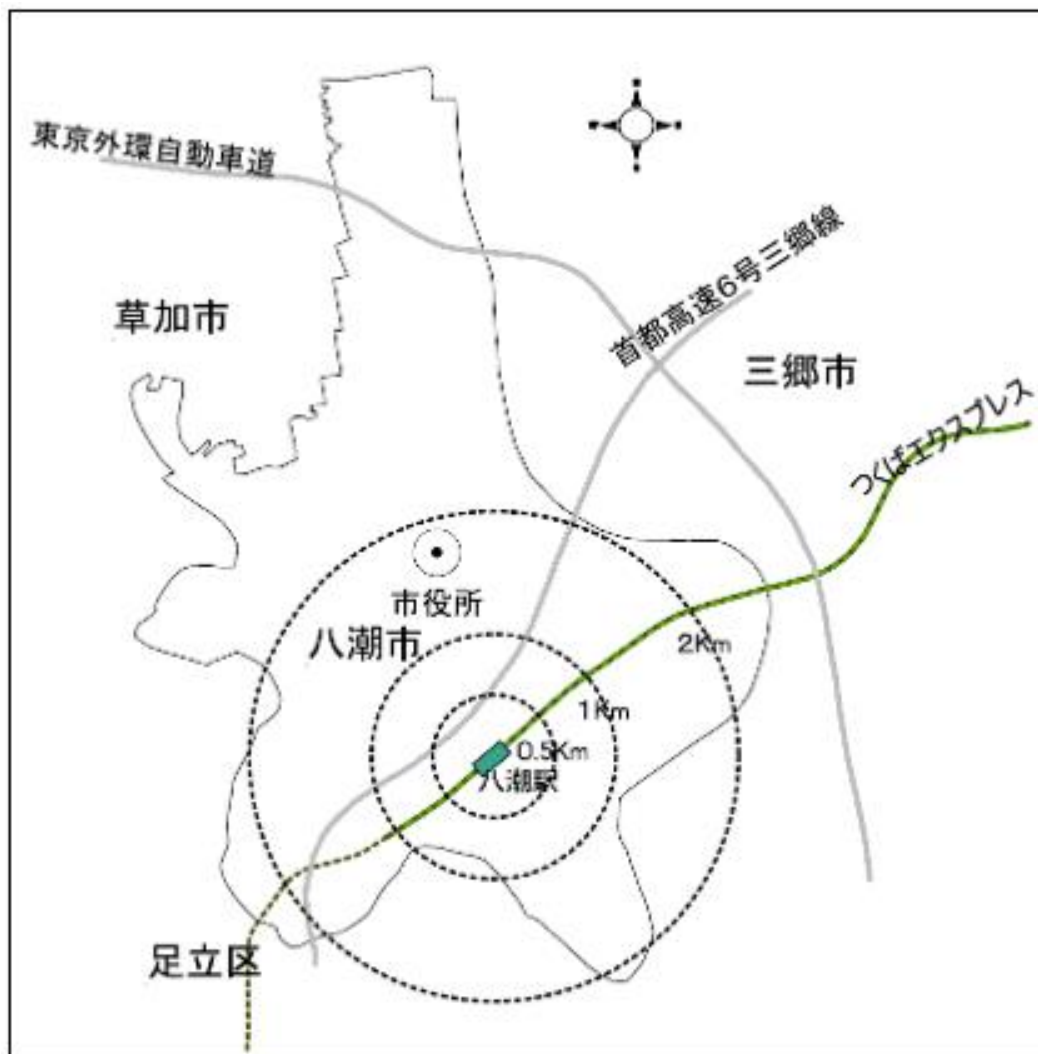 東京外環自動車道
首都高速6号三郷線
草加市
三郷市
つくばエクスプレス
市役所
八潮市
2Km
1Km
0.5Km
八潮駅
足立区